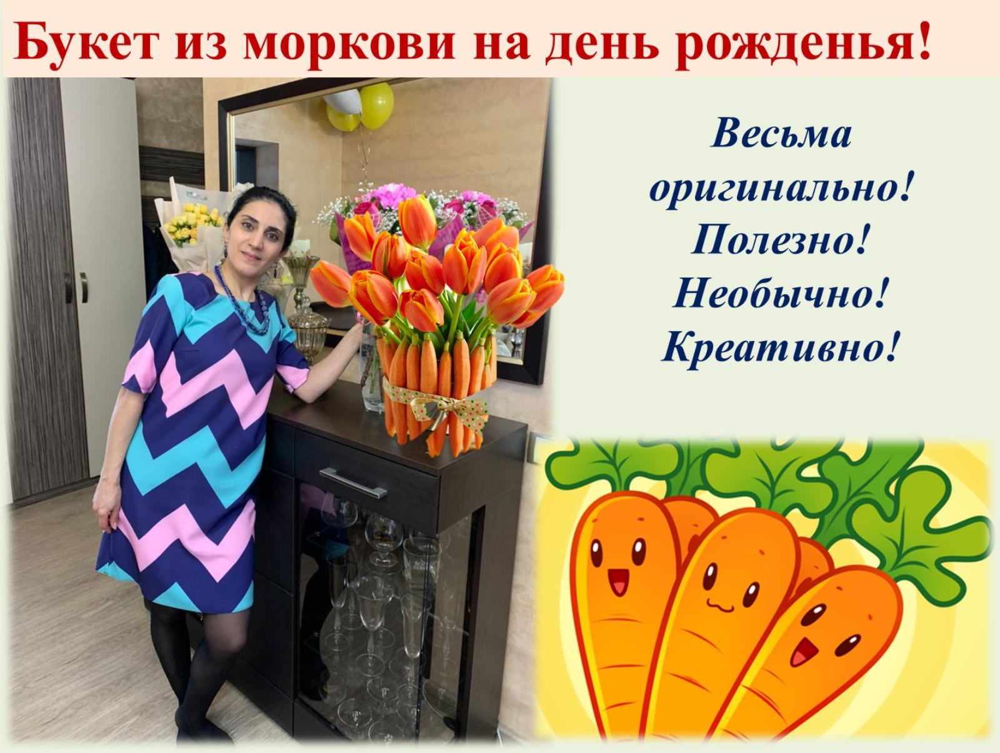 Букет из моркови на день рожденья!
Весьма
оригинально!
Полезно!
Необычно!
Креативно!